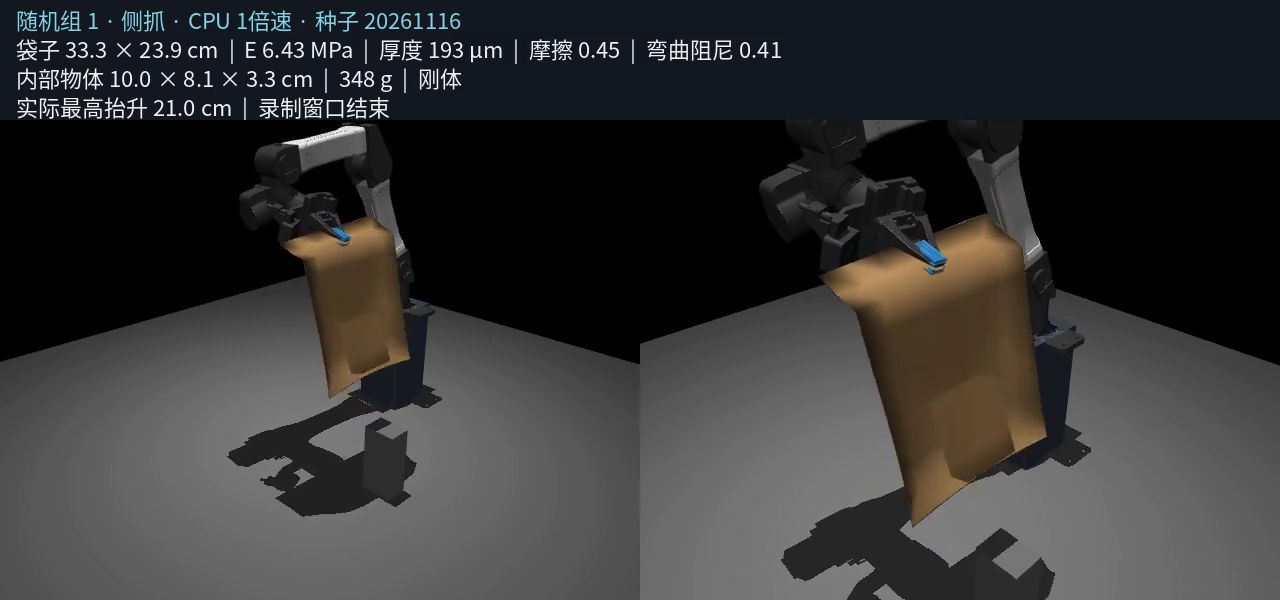 随机组 1 · 侧抓 · CPU 1倍速 · 种子 20261116
袋子 33.3 × 23.9 cm｜E 6.43 MPa｜厚度 193 μm｜摩擦 0.45｜弯曲阻尼 0.41
内部物体 10.0 × 8.1 × 3.3 cm｜348 g｜刚体
实际最高抬升 21.0 cm｜录制窗口结束